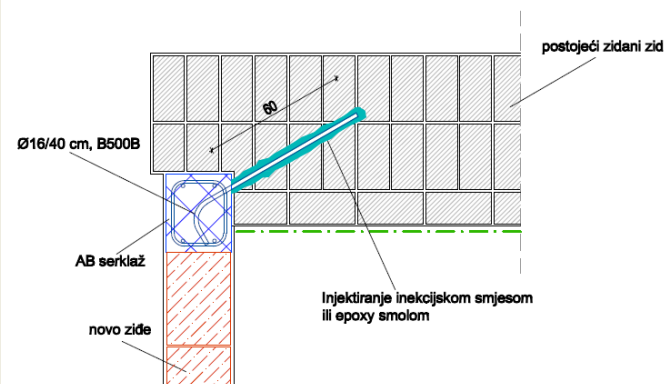 postojeći zidani zid
60
Ø16/40 cm, B500B
AB serklaž
Injektiranje inekcijskom smjesom
ili epoxy smolom
novo ziđe